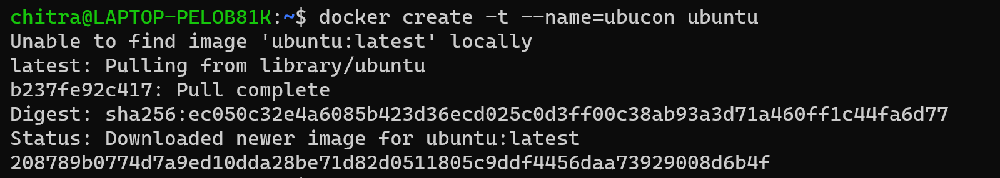 chitra@LAPTOP-PELOB81K:~$ docker create -t --name=ubucon ubuntu
Unable to find image 'ubuntu:latest' locally
latest: Pulling from library/ubuntu
b237fe92c417: Pull complete
Digest: sha256:ec050c32e4a6085b423d36ecd025c0d3ff00c38ab93a3d71a460ff1c44fa6d77
Status: Downloaded newer image for ubuntu:latest
208789b0774d7a9ed10dda28be71d82d0511805c9ddf4456daa73929008d6b4f